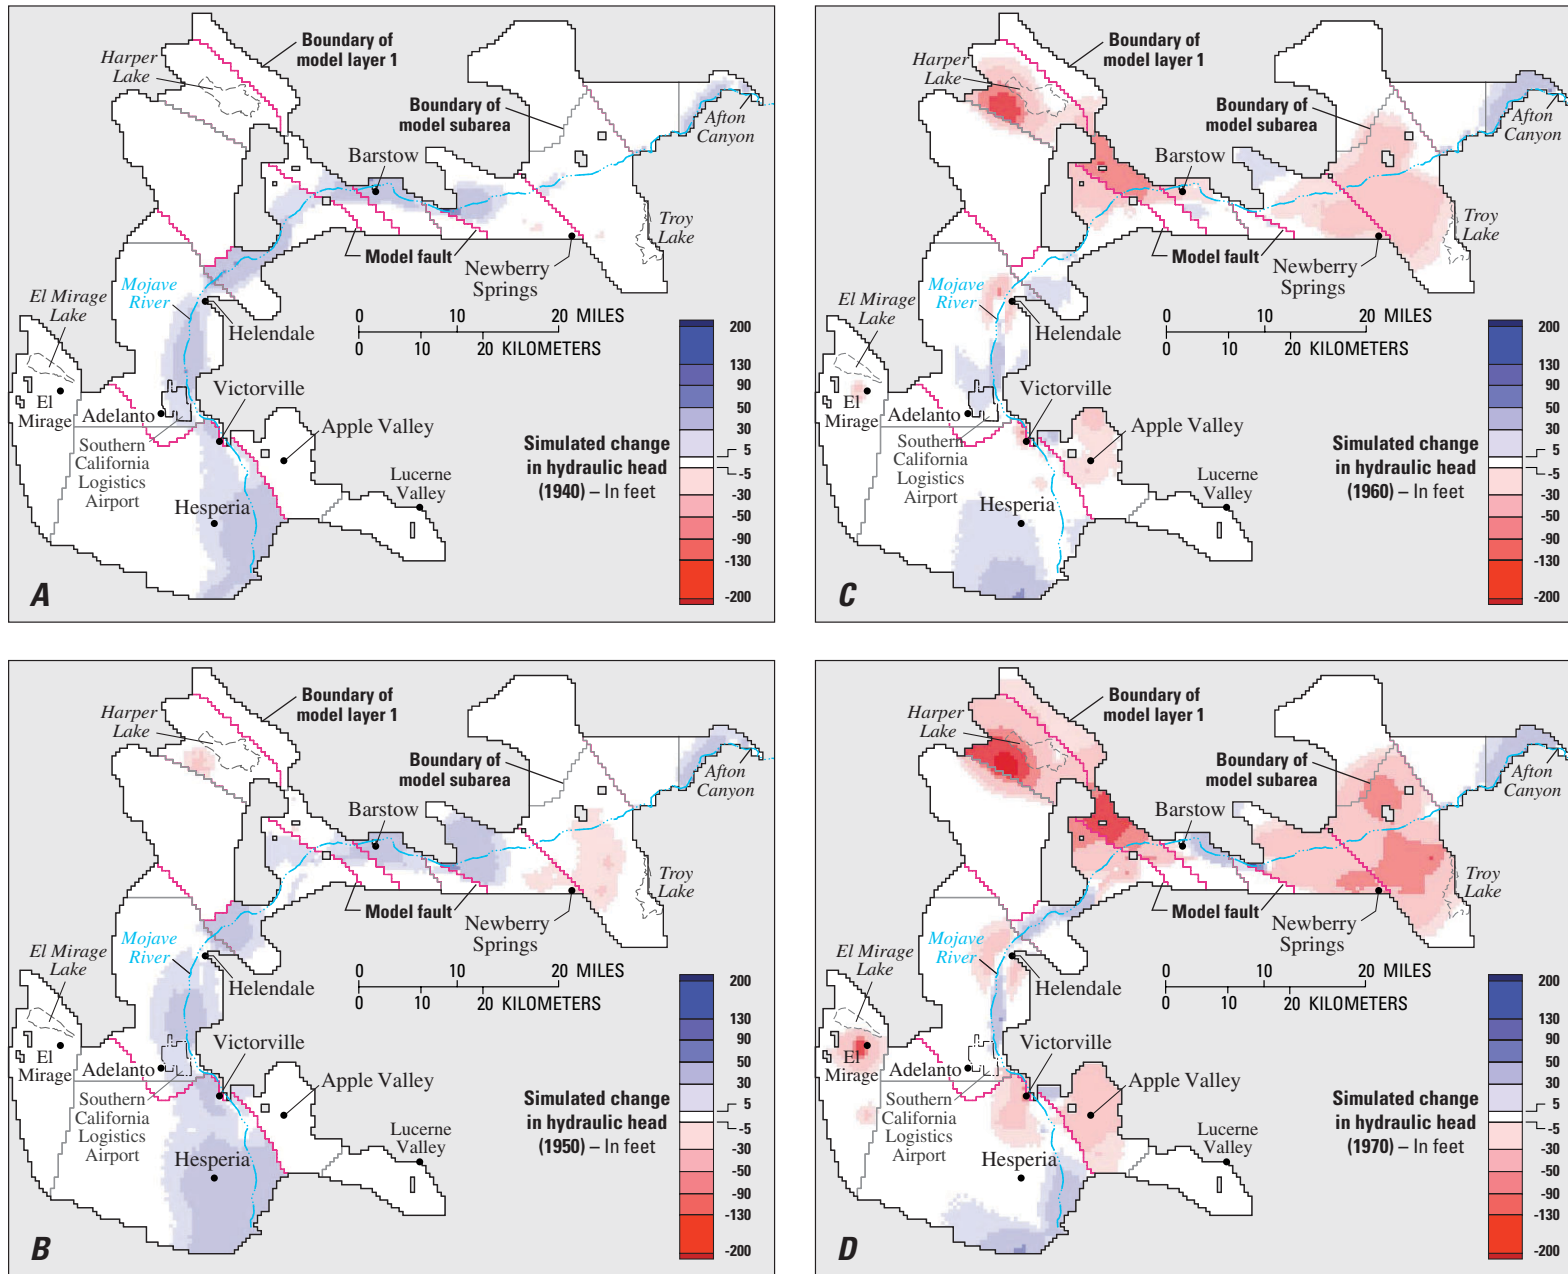 Harper
Lake
Boundary of
model layer 1
Boundary of
model subarea
Afton
Canyon
Barstow
Troy
Lake
Model fault
Newberry
Springs
Mojave
River
El Mirage
Lake
Helendale
0 10 20 MILES
0 10 20 KILOMETERS
Victorville
El
Mirage
Adelanto
Southern
California
Logistics
Airport
Apple Valley
Lucerne
Valley
Hesperia
Simulated change
in hydraulic head
(1940) – In feet
200
130
90
50
30
5
-5
-30
-50
-90
-130
-200
A
Harper
Lake
Boundary of
model layer 1
Boundary of
model subarea
Afton
Canyon
Barstow
Troy
Lake
Model fault
Newberry
Springs
Mojave
River
El Mirage
Lake
Helendale
0 10 20 MILES
0 10 20 KILOMETERS
Victorville
El
Mirage
Adelanto
Southern
California
Logistics
Airport
Apple Valley
Lucerne
Valley
Hesperia
Simulated change
in hydraulic head
(1960) – In feet
200
130
90
50
30
5
-5
-30
-50
-90
-130
-200
C
Harper
Lake
Boundary of
model layer 1
Boundary of
model subarea
Afton
Canyon
Barstow
Troy
Lake
Model fault
Newberry
Springs
Mojave
River
El Mirage
Lake
Helendale
0 10 20 MILES
0 10 20 KILOMETERS
Victorville
El
Mirage
Adelanto
Southern
California
Logistics
Airport
Apple Valley
Lucerne
Valley
Hesperia
Simulated change
in hydraulic head
(1950) – In feet
200
130
90
50
30
5
-5
-30
-50
-90
-130
-200
B
Harper
Lake
Boundary of
model layer 1
Boundary of
model subarea
Afton
Canyon
Barstow
Troy
Lake
Model fault
Newberry
Springs
Mojave
River
El Mirage
Lake
Helendale
0 10 20 MILES
0 10 20 KILOMETERS
Victorville
El
Mirage
Adelanto
Southern
California
Logistics
Airport
Apple Valley
Lucerne
Valley
Hesperia
Simulated change
in hydraulic head
(1970) – In feet
200
130
90
50
30
5
-5
-30
-50
-90
-130
-200
D